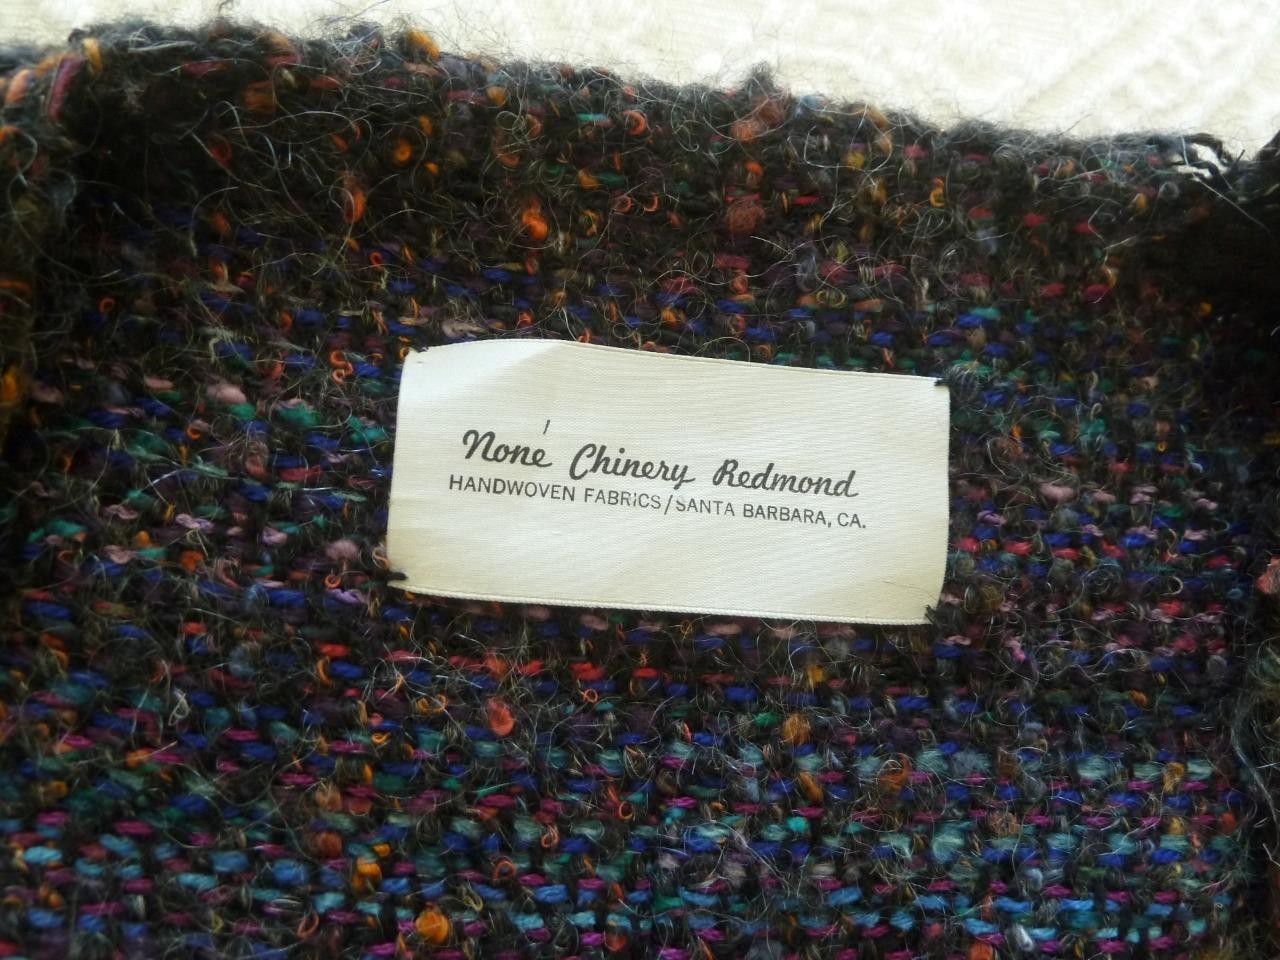 Noné Chinery Redmond
HANDWOVEN FABRICS/SANTA BARBARA, CA.